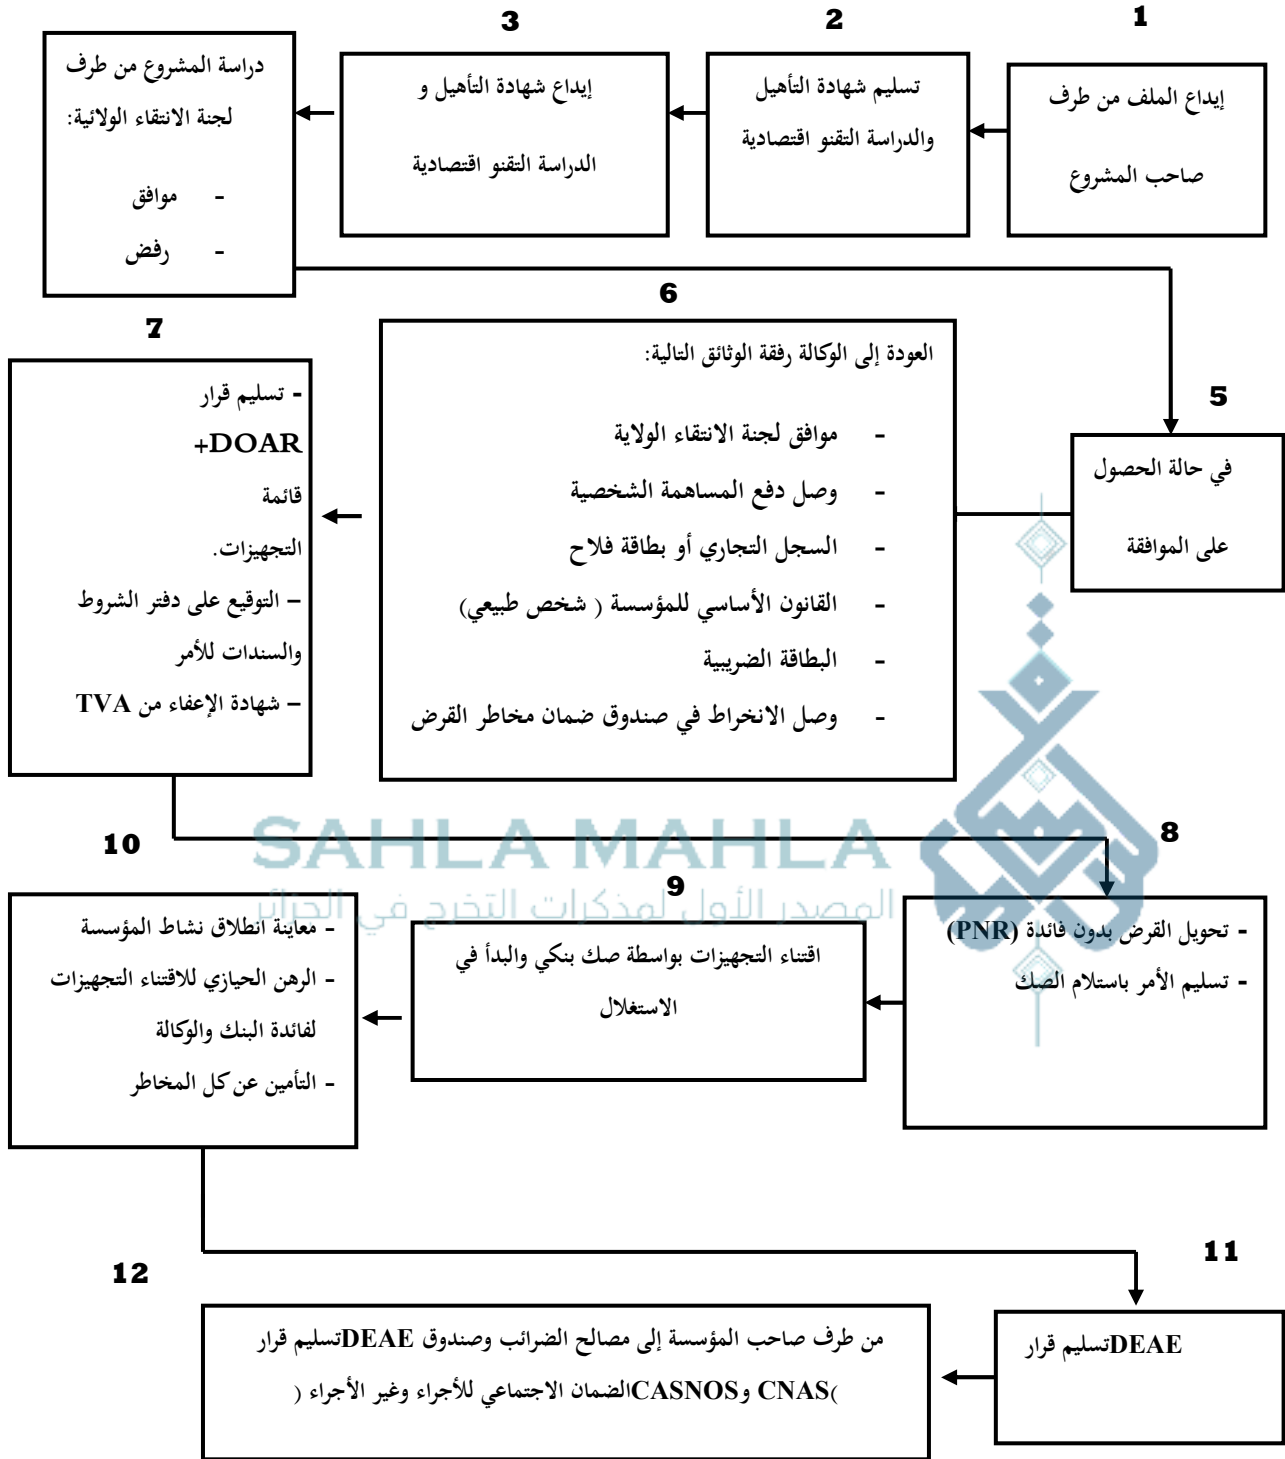 1
إيداع الملف من طرف
صاحب المشروع
2
تسليم شهادة التأهيل
والدراسة التقنو اقتصادية
3
إيداع شهادة التأهيل و
الدراسة التقنو اقتصادية
دراسة المشروع من طرف
لجنة الانتقاء الولائية:
- موافق
- رفض
5
في حالة الحصول
على الموافقة
6
العودة إلى الوكالة رفقة الوثائق التالية:
- موافق لجنة الانتقاء الولاية
- وصل دفع المساهمة الشخصية
- السجل التجاري أو بطاقة فلاح
- القانون الأساسي للمؤسسة ( شخص طبيعي)
- البطاقة الضريبية
- وصل الانخراط في صندوق ضمان مخاطر القرض
7
- تسليم قرار
+DOAR
قائمة
التجهيزات.
– التوقيع على دفتر الشروط
والسندات للأمر
– شهادة الإعفاء من TVA
8
- تحويل القرض بدون فائدة (PNR)
- تسليم الأمر باستلام الصك
9
اقتناء التجهيزات بواسطة صك بنكي والبدأ في
الاستغلال
10
- معاينة انطلاق نشاط المؤسسة
- الرهن الحيازي للاقتناء التجهيزات
لفائدة البنك والوكالة
- التأمين عن كل المخاطر
11
DEAEتسليم قرار
12
من طرف صاحب المؤسسة إلى مصالح الضرائب وصندوق DEAEتسليم قرار
)CNAS وCASNOSالضمان الاجتماعي للأجراء وغير الأجراء (
SAHLA MAHLA
المصدر الأول لمذكرات التخرج في الجزائر